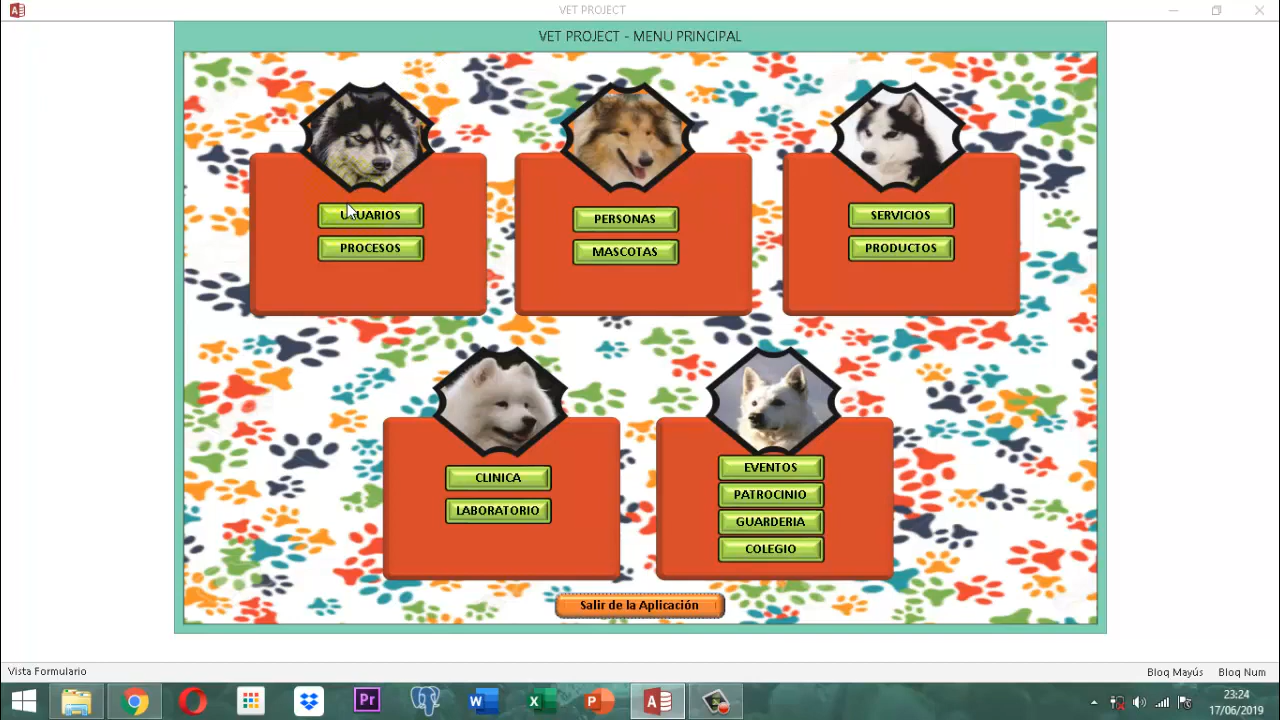 VET PROJECT
VET PROJECT - MENU PRINCIPAL
USUARIOS
PROCESOS
PERSONAS
MASCOTAS
SERVICIOS
PRODUCTOS
CLINICA
LABORATORIO
EVENTOS
PATROCINIO
GUARDERIA
COLEGIO
Salir de la Aplicación
Vista Formulario
Bloq Mayús Bloq Num
Pr
W
X
P
A
23:24
17/06/2019